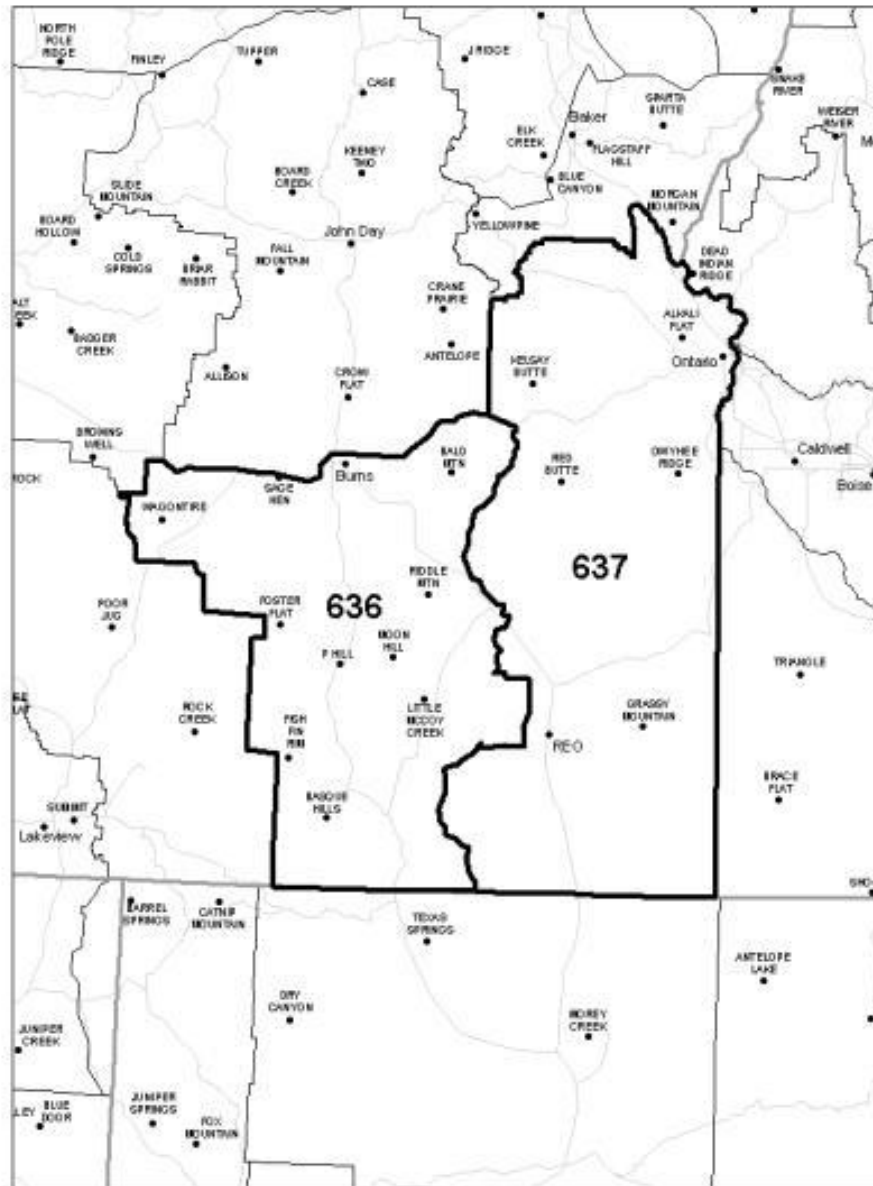 NORTH
POLE
RIDGE
FINLEY
TUPPER
CASE
J RIDGE
SNAKE
RIVER
SPARTA
BUTTE
WEISER
RIVER
Baker
ELK
CREEK
FLAGSTAFF
HILL
KEENEY
TWO
BOARD
CREEK
BLUE
CANYON
SLIDE
MOUNTAIN
MORGAN
MOUNTAIN
BOARD
HOLLOW
YELLOWPINE
John Day
COLD
SPRINGS
BRIAR
RABBIT
FALL
MOUNTAIN
DEAD
INDIAN
RIDGE
CRANE
PRAIRIE
ALKALI
FLAT
BADGER
CREEK
ANTELOPE
KELSAY
BUTTE
Ontario
ALLISON
CROW
FLAT
BROWNS
WELL
Burns
BALD
MTN
RED
BUTTE
OWYHEE
RIDGE
Caldwell
Boise
ROCK
SAGE
HEN
WAGONTIRE
637
RIDDLE
MTN
636
FOSTER
FLAT
POOR
JUG
P HILL
MOON
HILL
TRIANGLE
ROCK
CREEK
FISH
FIN
RIM
LITTLE
MCCOY
CREEK
GRASSY
MOUNTAIN
REO
BASQUE
HILLS
BRACE
FLAT
SUMMIT
Lakeview
SHO
BARREL
SPRINGS
CATNIP
MOUNTAIN
TEXAS
SPRINGS
ANTELOPE
LAKE
DRY
CANYON
MOREY
CREEK
JUNIPER
CREEK
JUNIPER
SPRINGS
LEY
BLUE
DOOR
FOX
MOUNTAIN